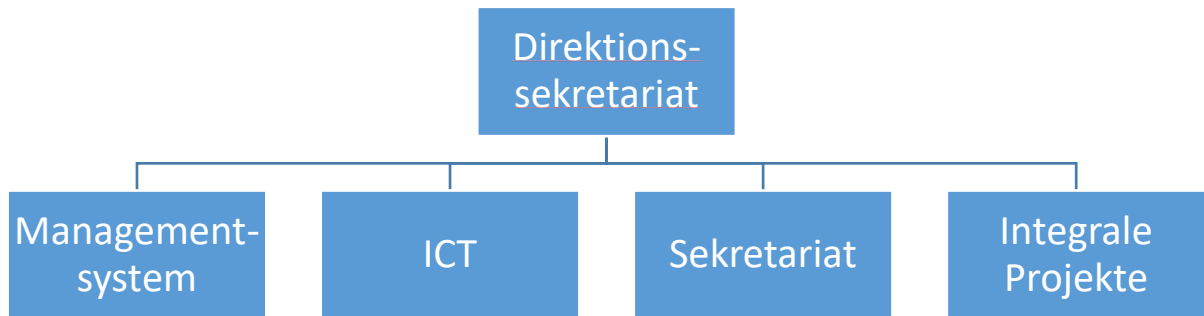 Direktions-
sekretariat
Management-
system
ICT
Sekretariat
Integrale
Projekte